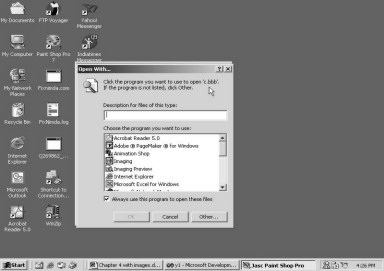 My Documents
FTP Voyager
Yahoo! Messenger
My Computer
Paint Shop Pro 7
Indiatimes Messenger
My Network Places
Fixnimda.com
Recycle Bin
FixNimda.log
Internet Explorer
Q269862_...
Microsoft Outlook
Shortcut to Connection...
Acrobat Reader 5.0
WinZip
Open With...
Click the program you want to use to open 'z.bbb'.
If the program is not listed, click Other.
Description for files of this type:
Choose the program you want to use:
Acrobat Reader 5.0
Adobe ® PageMaker ® for Windows
Animation Shop
Imaging
Imaging Preview
Internet Explorer
Microsoft Excel for Windows
Always use this program to open these files
OK
Cancel
Other...
Start
Chapter 4 with images.d...
y1 - Microsoft Developm...
Jasc Paint Shop Pro
4:26 PM